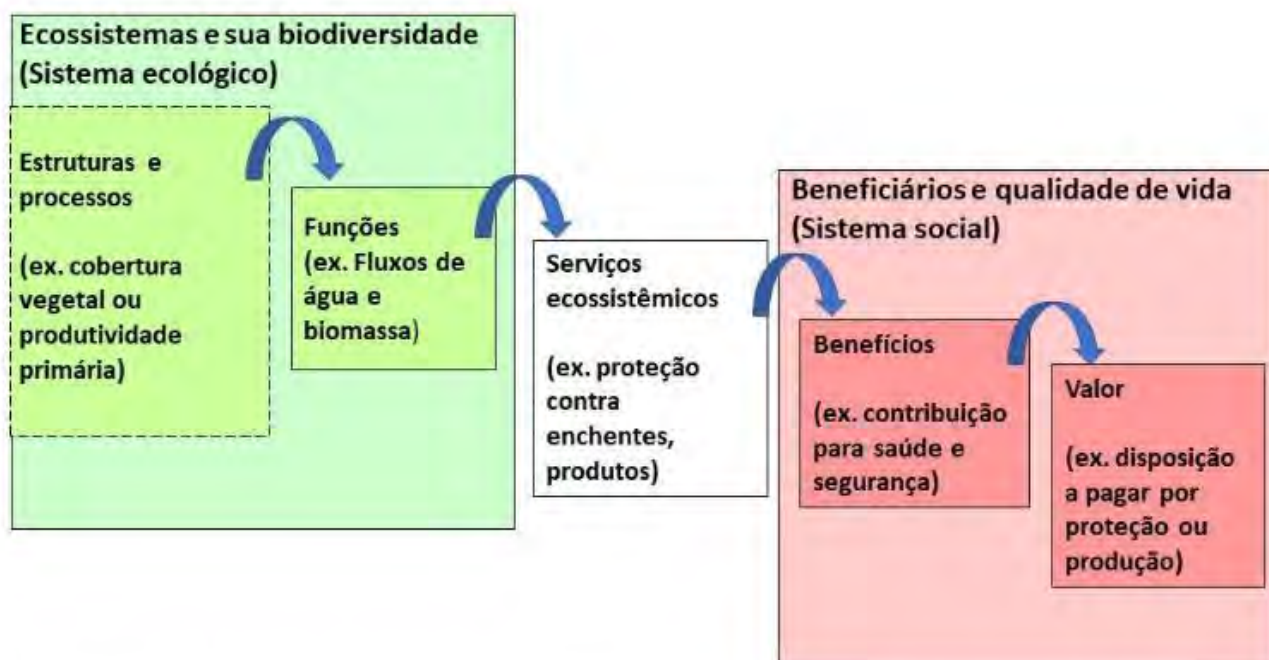 Ecossistemas e sua biodiversidade
(Sistema ecológico)
Estruturas e
processos
(ex. cobertura
vegetal ou
produtividade
primária)
Funções
(ex. Fluxos de
água e
biomassa)
Serviços
ecossistêmicos
(ex. proteção
contra
enchentes,
produtos)
Beneficiários e qualidade de vida
(Sistema social)
Benefícios
(ex. contribuição
para saúde e
segurança)
Valor
(ex. disposição
a pagar por
proteção ou
produção)